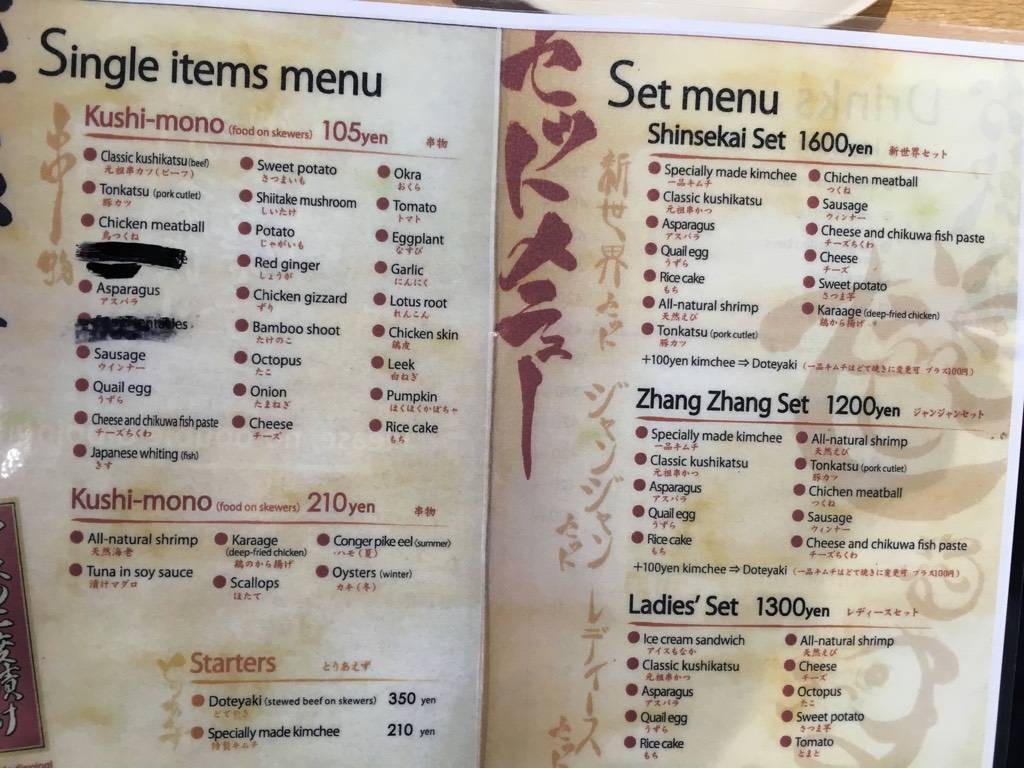 Single items menu
串物
Kushi-mono (food on skewers) 105yen 串物
Classic kushikatsu (beef)
元祖串カツ(ビーフ)
Tonkatsu (pork cutlet)
豚カツ
Chicken meatball
鳥つくね
Asparagus
アスパラ
Sausage
ウインナー
Quail egg
うずら
Cheese and chikuwa fish paste
チーズちくわ
Japanese whiting (fish)
きす
Sweet potato
さつまいも
Shiitake mushroom
しいたけ
Potato
じゃがいも
Red ginger
しょうが
Chicken gizzard
ずり
Bamboo shoot
たけのこ
Octopus
たこ
Onion
たまねぎ
Cheese
チーズ
Okra
おくら
Tomato
トマト
Eggplant
なすび
Garlic
にんにく
Lotus root
れんこん
Chicken skin
鶏皮
Leek
白ねぎ
Pumpkin
ほくほくかぼちゃ
Rice cake
もち
Kushi-mono (food on skewers) 210yen 串物
All-natural shrimp
天然海老
Tuna in soy sauce
漬けマグロ
Karaage
(deep-fried chicken)
鶏のから揚げ
Scallops
ほたて
Conger pike eel (summer)
ハモ(夏)
Oysters (winter)
カキ(冬)
Starters とりあえず
Doteyaki (stewed beef on skewers) 350 yen
どてやき
Specially made kimchee 210 yen
特製キムチ
セットメニュー
Set menu
新世界セット
Shinsekai Set 1600yen 新世界セット
Specially made kimchee
一品キムチ
Classic kushikatsu
元祖串かつ
Asparagus
アスパラ
Quail egg
うずら
Rice cake
もち
All-natural shrimp
天然えび
Tonkatsu (pork cutlet)
豚カツ
Chichen meatball
つくね
Sausage
ウィンナー
Cheese and chikuwa fish paste
チーズちくわ
Cheese
チーズ
Sweet potato
さつま芋
Karaage (deep-fried chicken)
鶏から揚げ
+100yen kimchee ⇒ Doteyaki (一品キムチはどて焼きに変更可 プラス100円)
ジャンジャンセット
Zhang Zhang Set 1200yen ジャンジャンセット
Specially made kimchee
一品キムチ
Classic kushikatsu
元祖串かつ
Asparagus
アスパラ
Quail egg
うずら
Rice cake
もち
All-natural shrimp
天然えび
Tonkatsu (pork cutlet)
豚カツ
Chichen meatball
つくね
Sausage
ウィンナー
Cheese and chikuwa fish paste
チーズちくわ
+100yen kimchee ⇒ Doteyaki (一品キムチはどて焼きに変更可 プラス100円)
レディースセット
Ladies' Set 1300yen レディースセット
Ice cream sandwich
アイスもなか
Classic kushikatsu
元祖串かつ
Asparagus
アスパラ
Quail egg
うずら
Rice cake
もち
All-natural shrimp
天然えび
Cheese
チーズ
Octopus
たこ
Sweet potato
さつま芋
Tomato
とまと